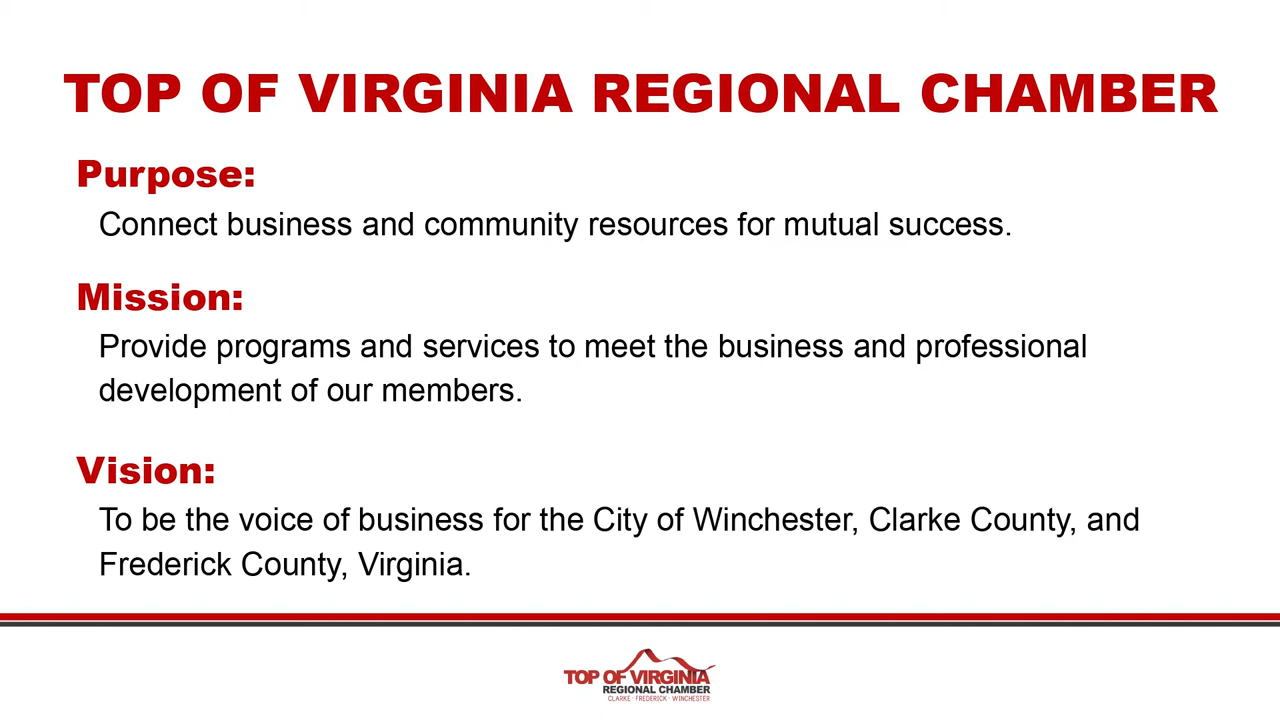 TOP OF VIRGINIA REGIONAL CHAMBER
Purpose:
Connect business and community resources for mutual success.
Mission:
Provide programs and services to meet the business and professional
development of our members.
Vision:
To be the voice of business for the City of Winchester, Clarke County, and
Frederick County, Virginia.
TOP OF VIRGINIA
REGIONAL CHAMBER
CLARKE · FREDERICK · WINCHESTER